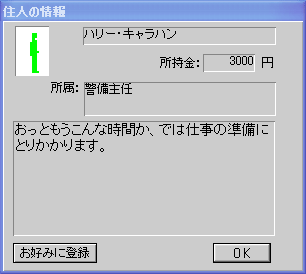 住人の情報
ハリー・キャラハン
所持金: 3000 円
所属: 警備主任
おっともうこんな時間か、では仕事の準備に
とりかかります。
お好みに登録 OK